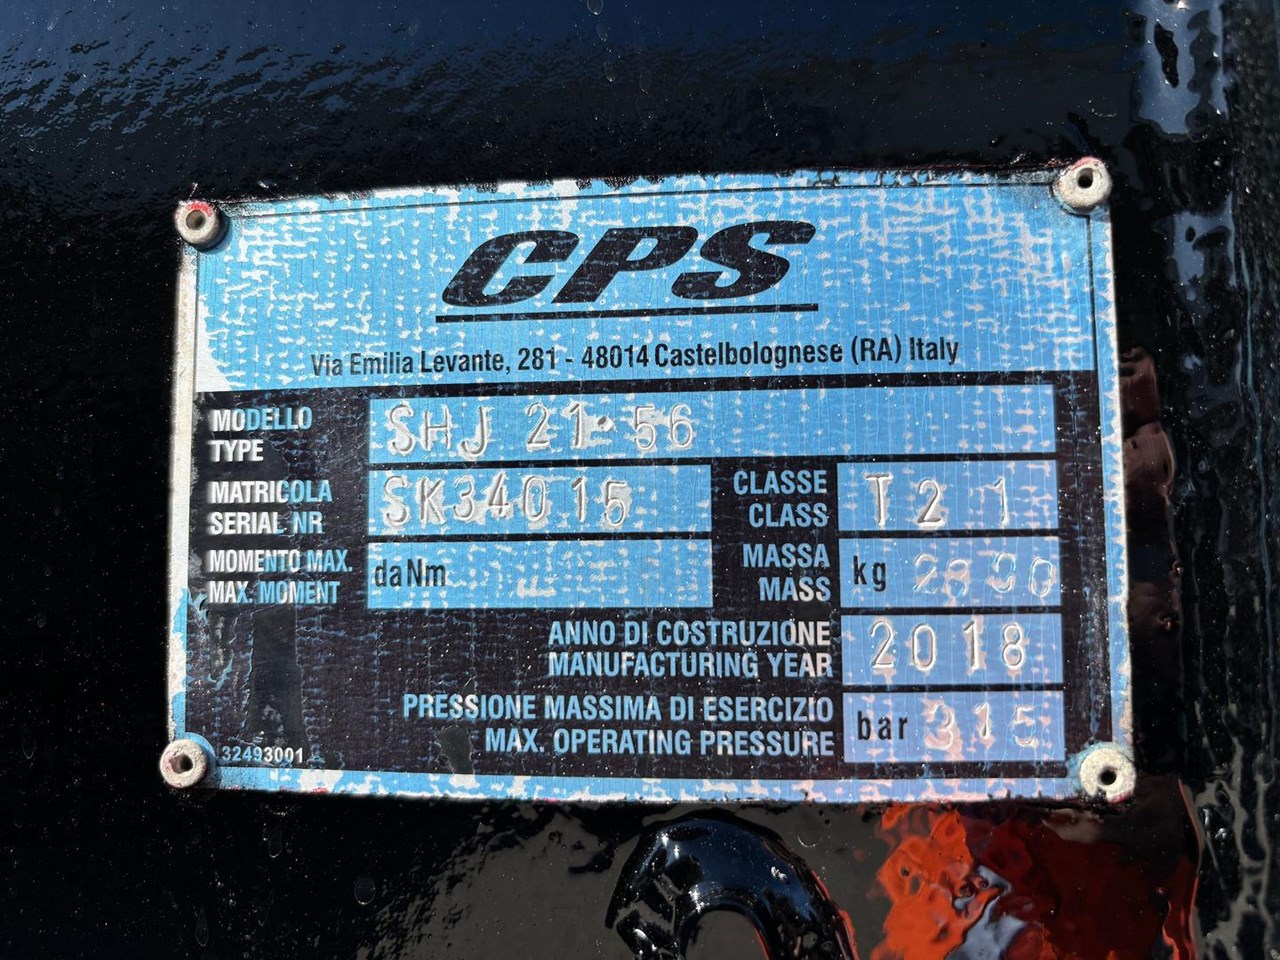 CPS
Via Emilia Levante, 281 - 48014 Castelbolognese (RA) Italy
MODELLO
TYPE
SHJ 21·56
MATRICOLA
SERIAL NR
SK34015
CLASSE
CLASS
T21
MOMENTO MAX.
MAX. MOMENT
daNm
MASSA
MASS
kg
ANNO DI COSTRUZIONE
MANUFACTURING YEAR
2018
PRESSIONE MASSIMA DI ESERCIZIO
MAX. OPERATING PRESSURE
bar 315
32493001